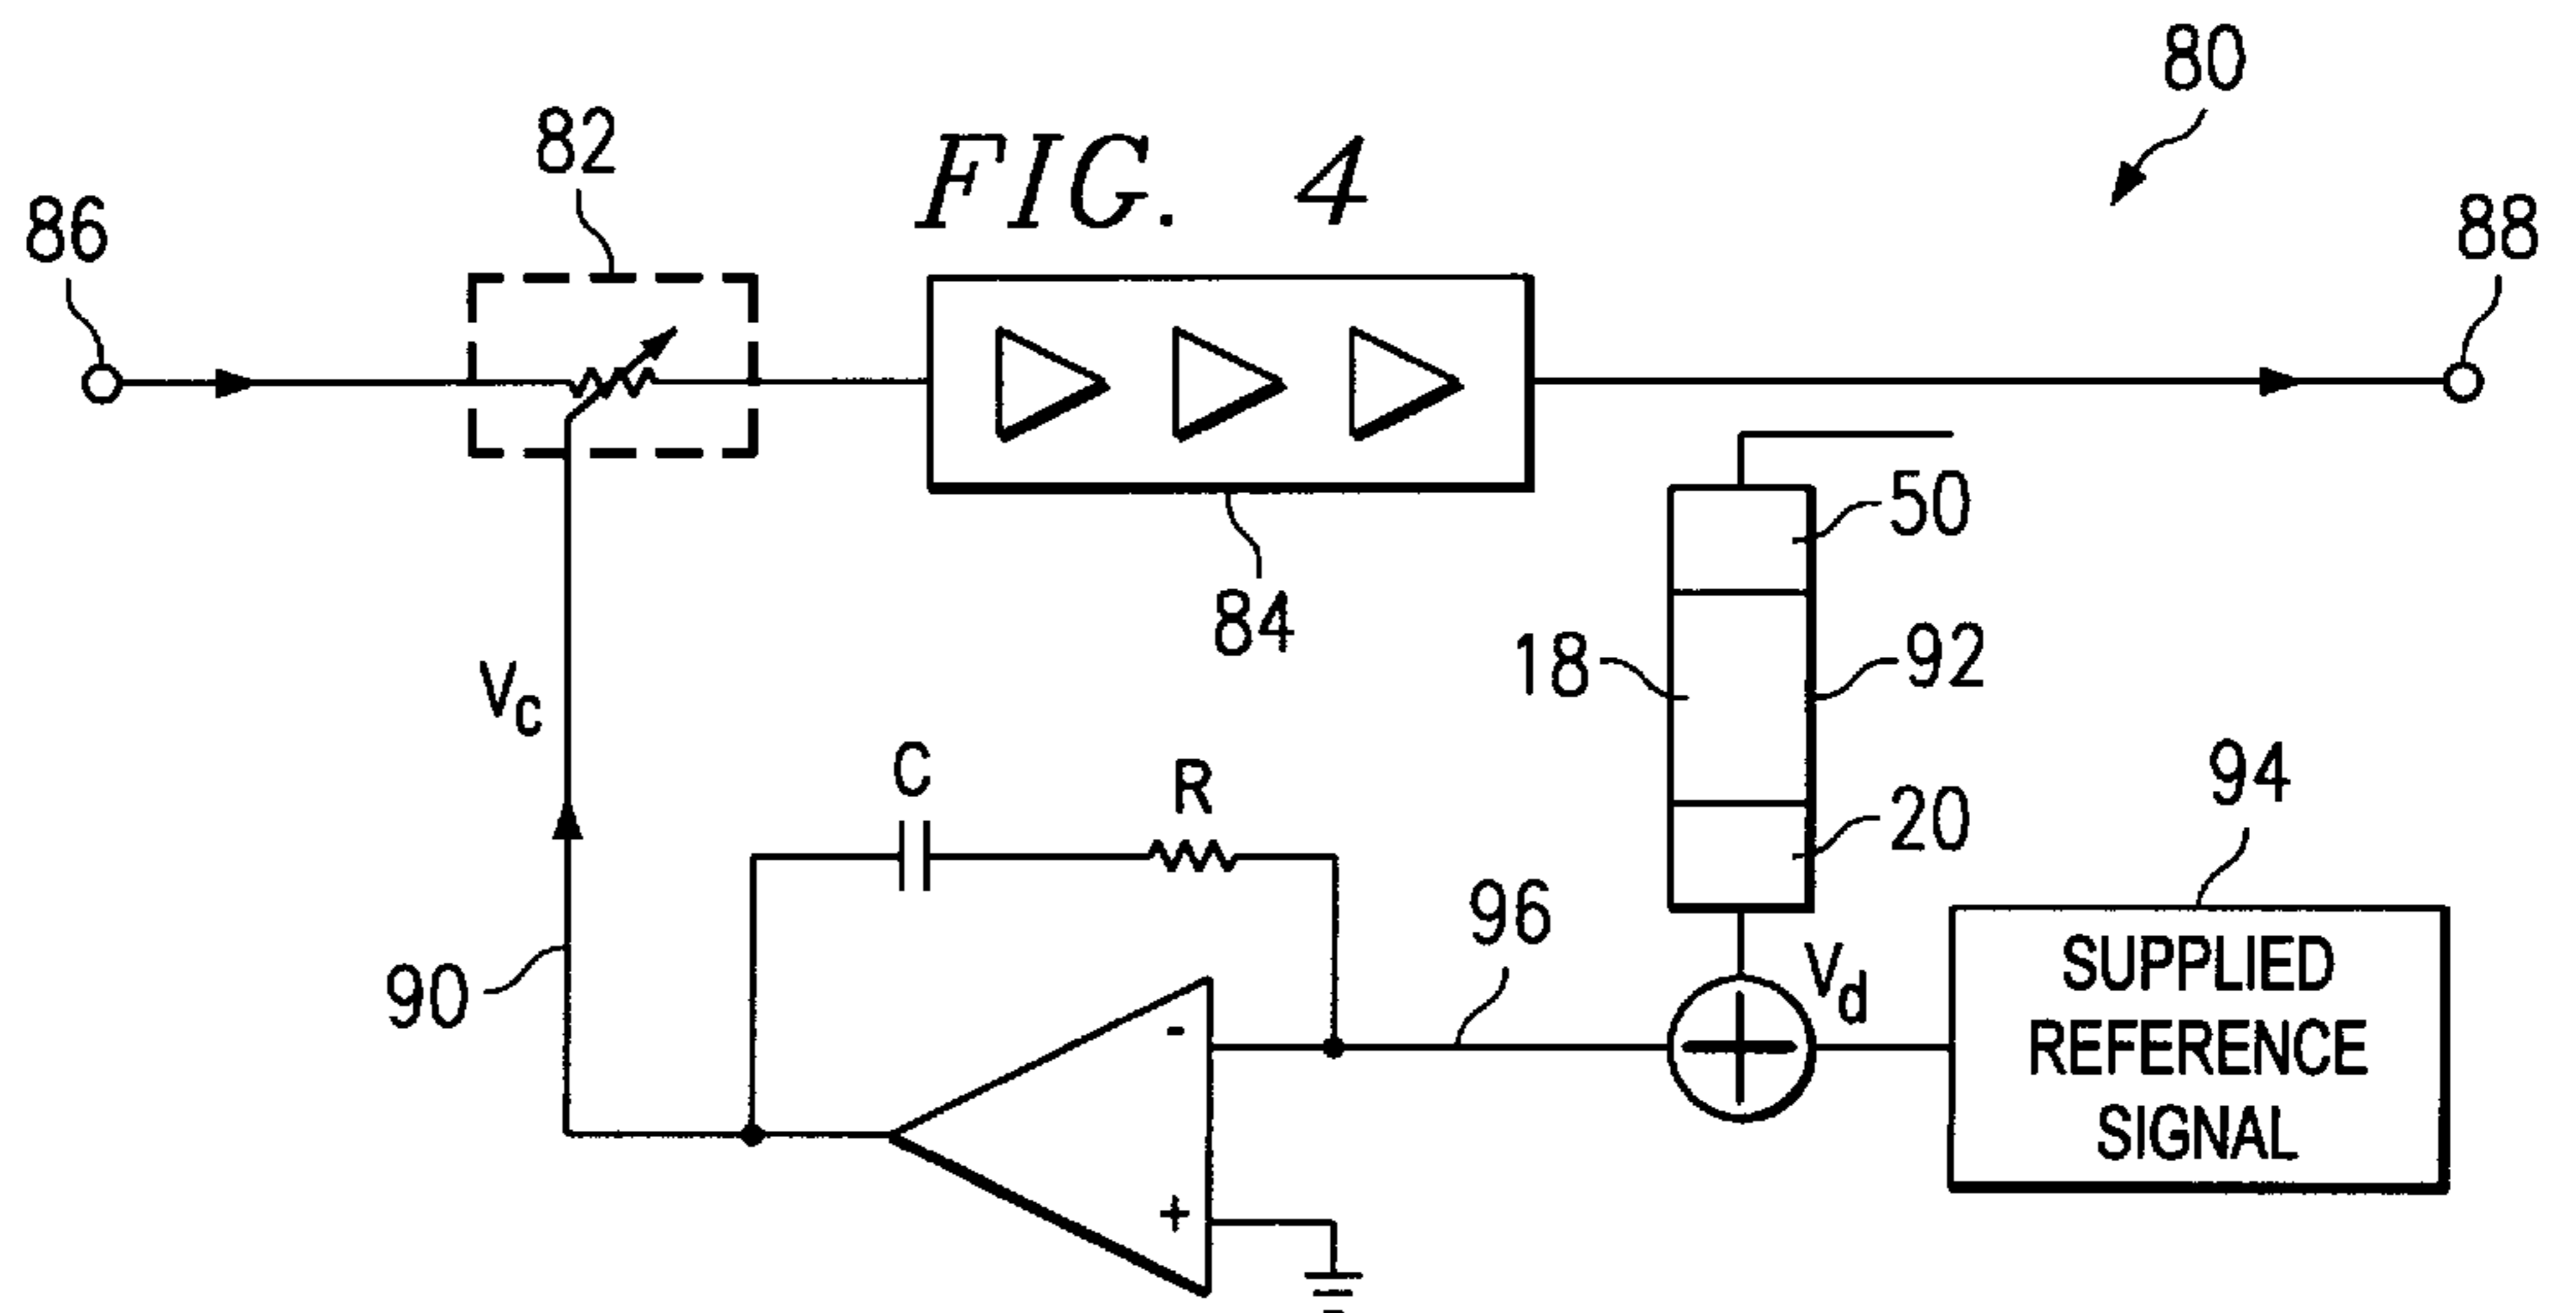 80
82
FIG. 4
86
88
50
84
18
92
Vc
C
R
94
20
96
Vd
90
SUPPLIED
REFERENCE
SIGNAL
-
+